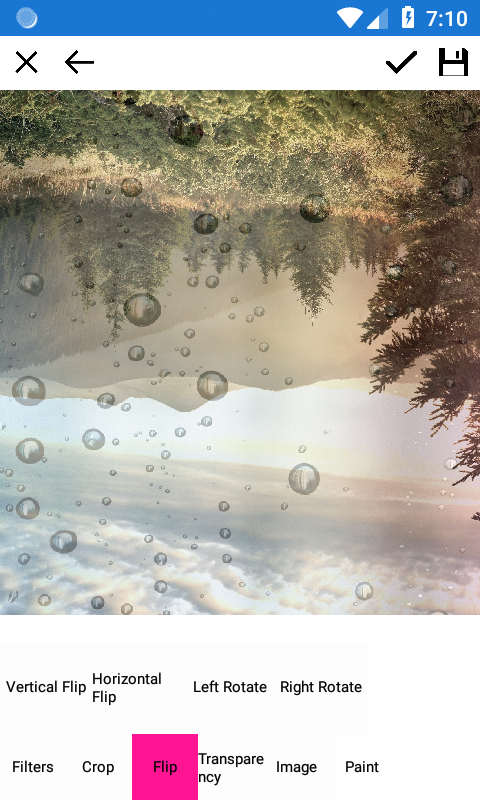 7:10
Vertical Flip
Horizontal
Flip
Left Rotate
Right Rotate
Filters
Crop
Flip
Transpare
ncy
Image
Paint